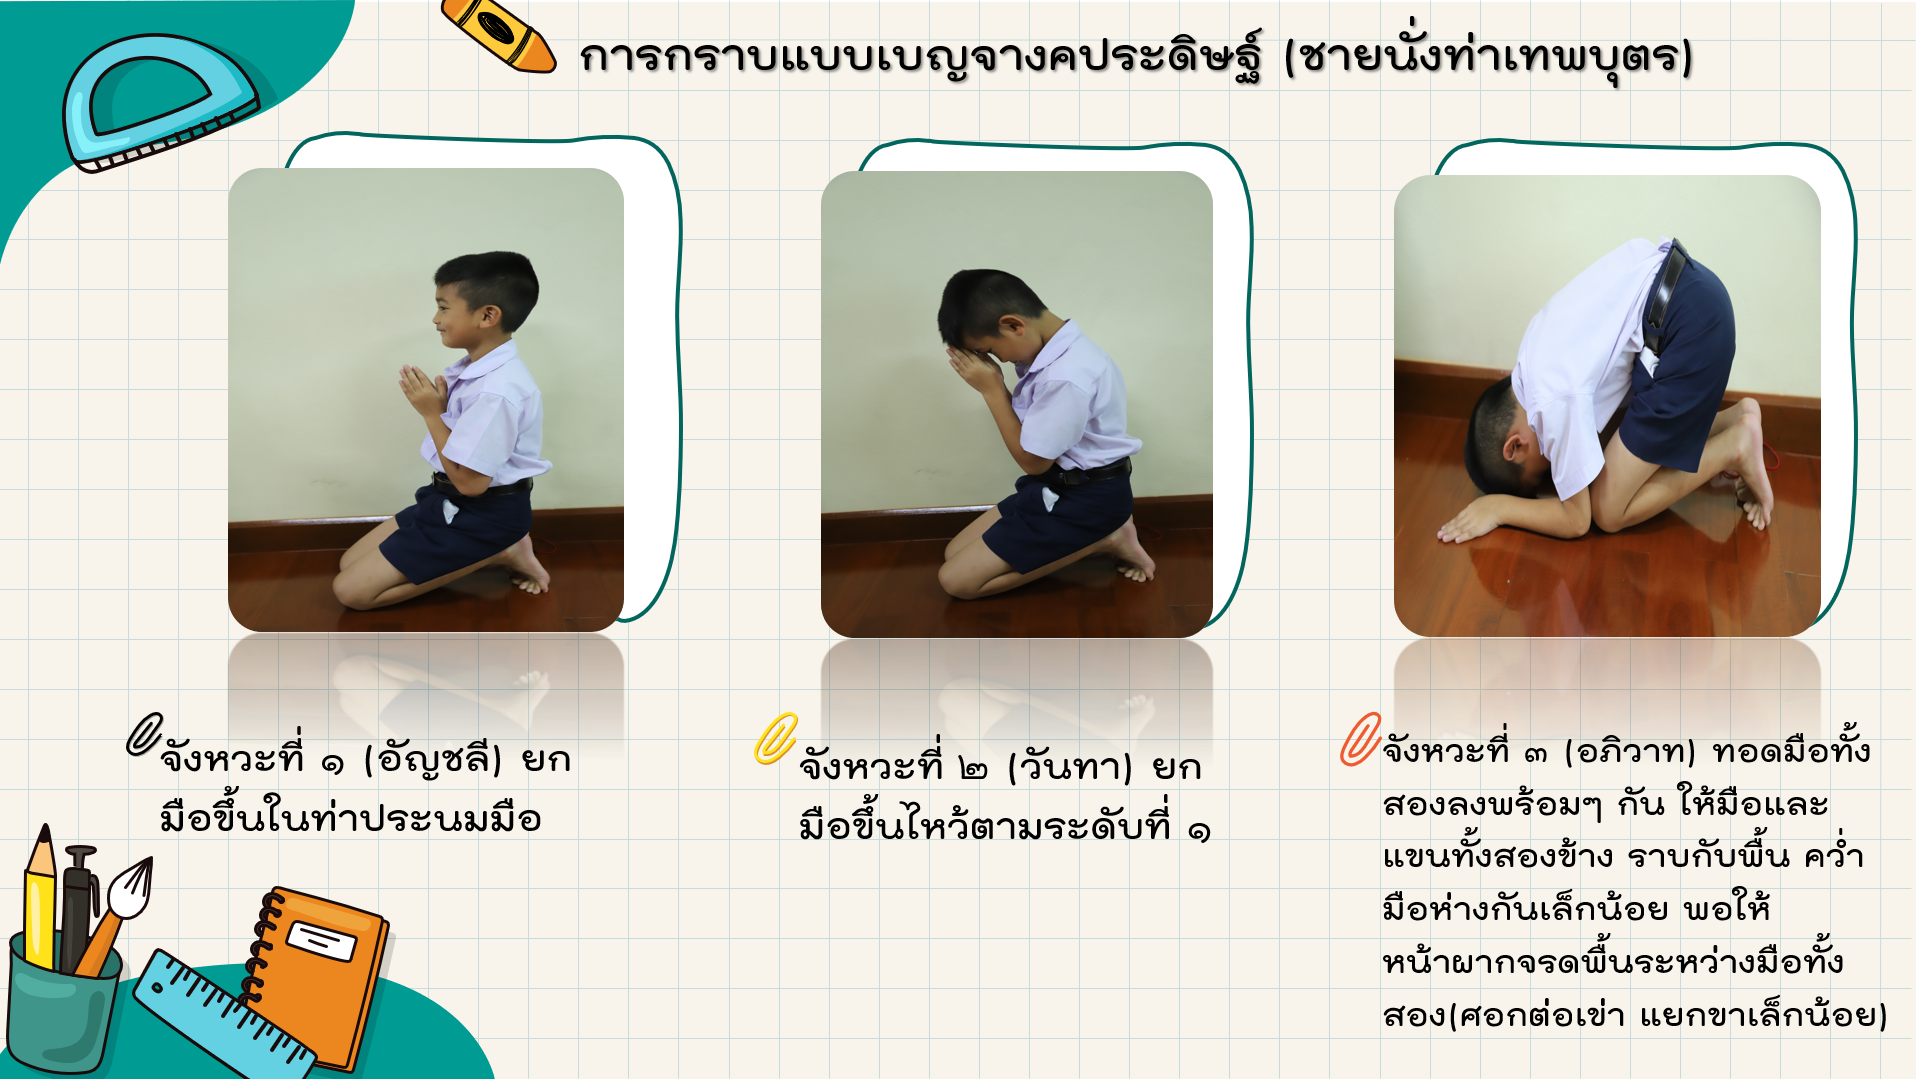 การกราบแบบเบญจางคประดิษฐ์ (ชายนั่งท่าเทพบุตร)
จังหวะที่ ๑ (อัญชลี) ยก
มือขึ้นในท่าประนมมือ
จังหวะที่ ๒ (วันทา) ยก
มือขึ้นไหว้ตามระดับที่ ๑
จังหวะที่ ๓ (อภิวาท) ทอดมือทั้ง
สองลงพร้อมๆ กัน ให้มือและ
แขนทั้งสองข้าง ราบกับพื้น คว่ำ
มือห่างกันเล็กน้อย พอให้
หน้าผากจรดพื้นระหว่างมือทั้ง
สอง(ศอกต่อเข่า แยกขาเล็กน้อย)